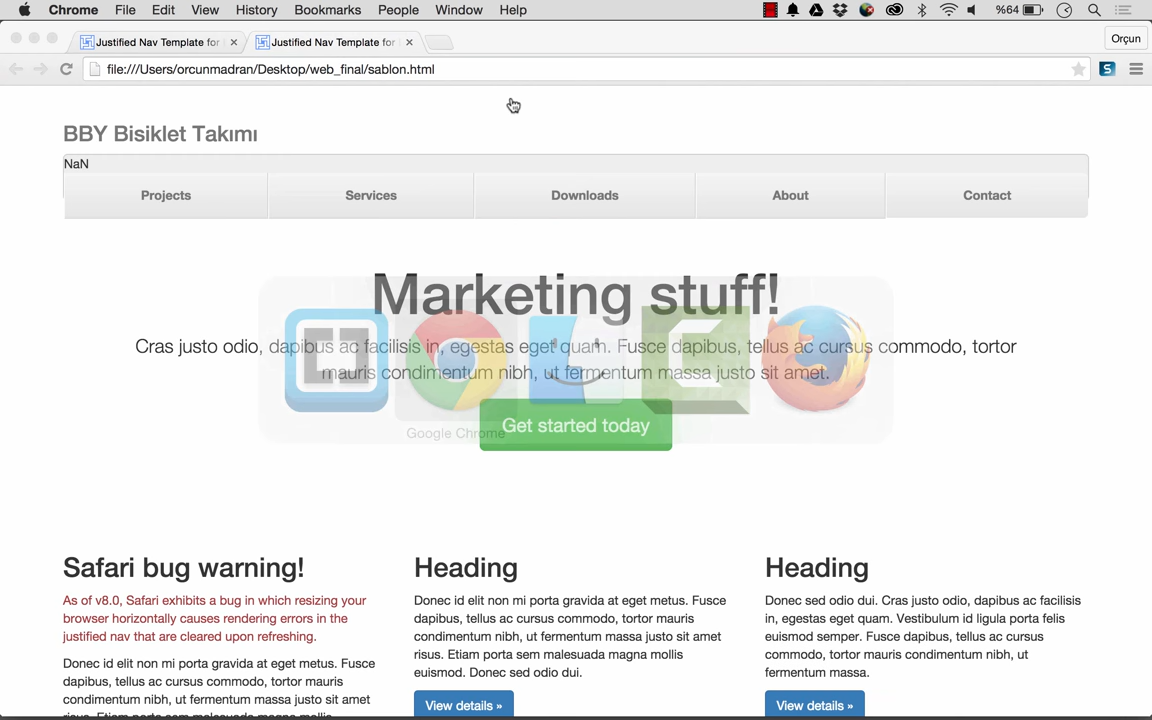 Chrome File Edit View History Bookmarks People Window Help %64
Justified Nav Template for Justified Nav Template for Orçun
file:///Users/orcunmadran/Desktop/web_final/sablon.html
BBY Bisiklet Takımı
NaN
Projects Services Downloads About Contact
Marketing stuff!
Cras justo odio, dapibus ac facilisis in, egestas eget quam. Fusce dapibus, tellus ac cursus commodo, tortor
mauris condimentum nibh, ut fermentum massa justo sit amet.
Get started today
Google Chrome
Safari bug warning!
As of v8.0, Safari exhibits a bug in which resizing your
browser horizontally causes rendering errors in the
justified nav that are cleared upon refreshing.
Donec id elit non mi porta gravida at eget metus. Fusce
dapibus, tellus ac cursus commodo, tortor mauris
condimentum nibh, ut fermentum massa justo sit amet
risus. Etiam porta sem malesuada magna mollis
Heading
Donec id elit non mi porta gravida at eget metus. Fusce
dapibus, tellus ac cursus commodo, tortor mauris
condimentum nibh, ut fermentum massa justo sit amet
risus. Etiam porta sem malesuada magna mollis
euismod. Donec sed odio dui.
View details »
Heading
Donec sed odio dui. Cras justo odio, dapibus ac facilisis
in, egestas eget quam. Vestibulum id ligula porta felis
euismod semper. Fusce dapibus, tellus ac cursus
commodo, tortor mauris condimentum nibh, ut
fermentum massa.
View details »